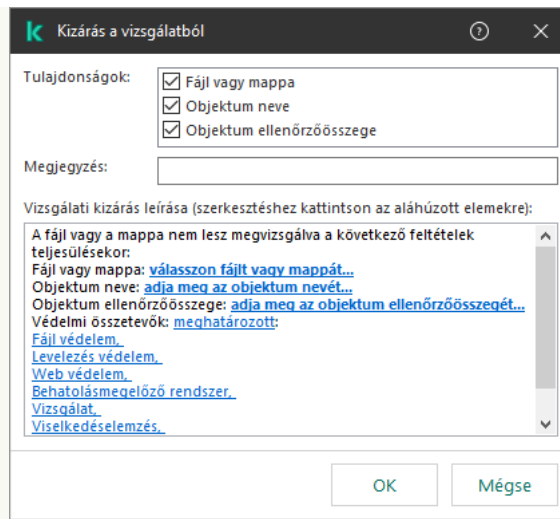 Kizárás a vizsgálatból
Tulajdonságok:
Fájl vagy mappa
Objektum neve
Objektum ellenőrzőösszege
Megjegyzés:
Vizsgálati kizárás leírása (szerkesztéshez kattintson az aláhúzott elemekre):
A fájl vagy a mappa nem lesz megvizsgálva a következő feltételek
teljesülésekor:
Fájl vagy mappa: válasszon fájlt vagy mappát...
Objektum neve: adja meg az objektum nevét...
Objektum ellenőrzőösszege: adja meg az objektum ellenőrzőösszegét...
Védelmi összetevők: meghatározott:
Fájl védelem,
Levelezés védelem,
Web védelem,
Behatolásmegelőző rendszer,
Vizsgálat,
Viselkedéselemzés,
OK Mégse